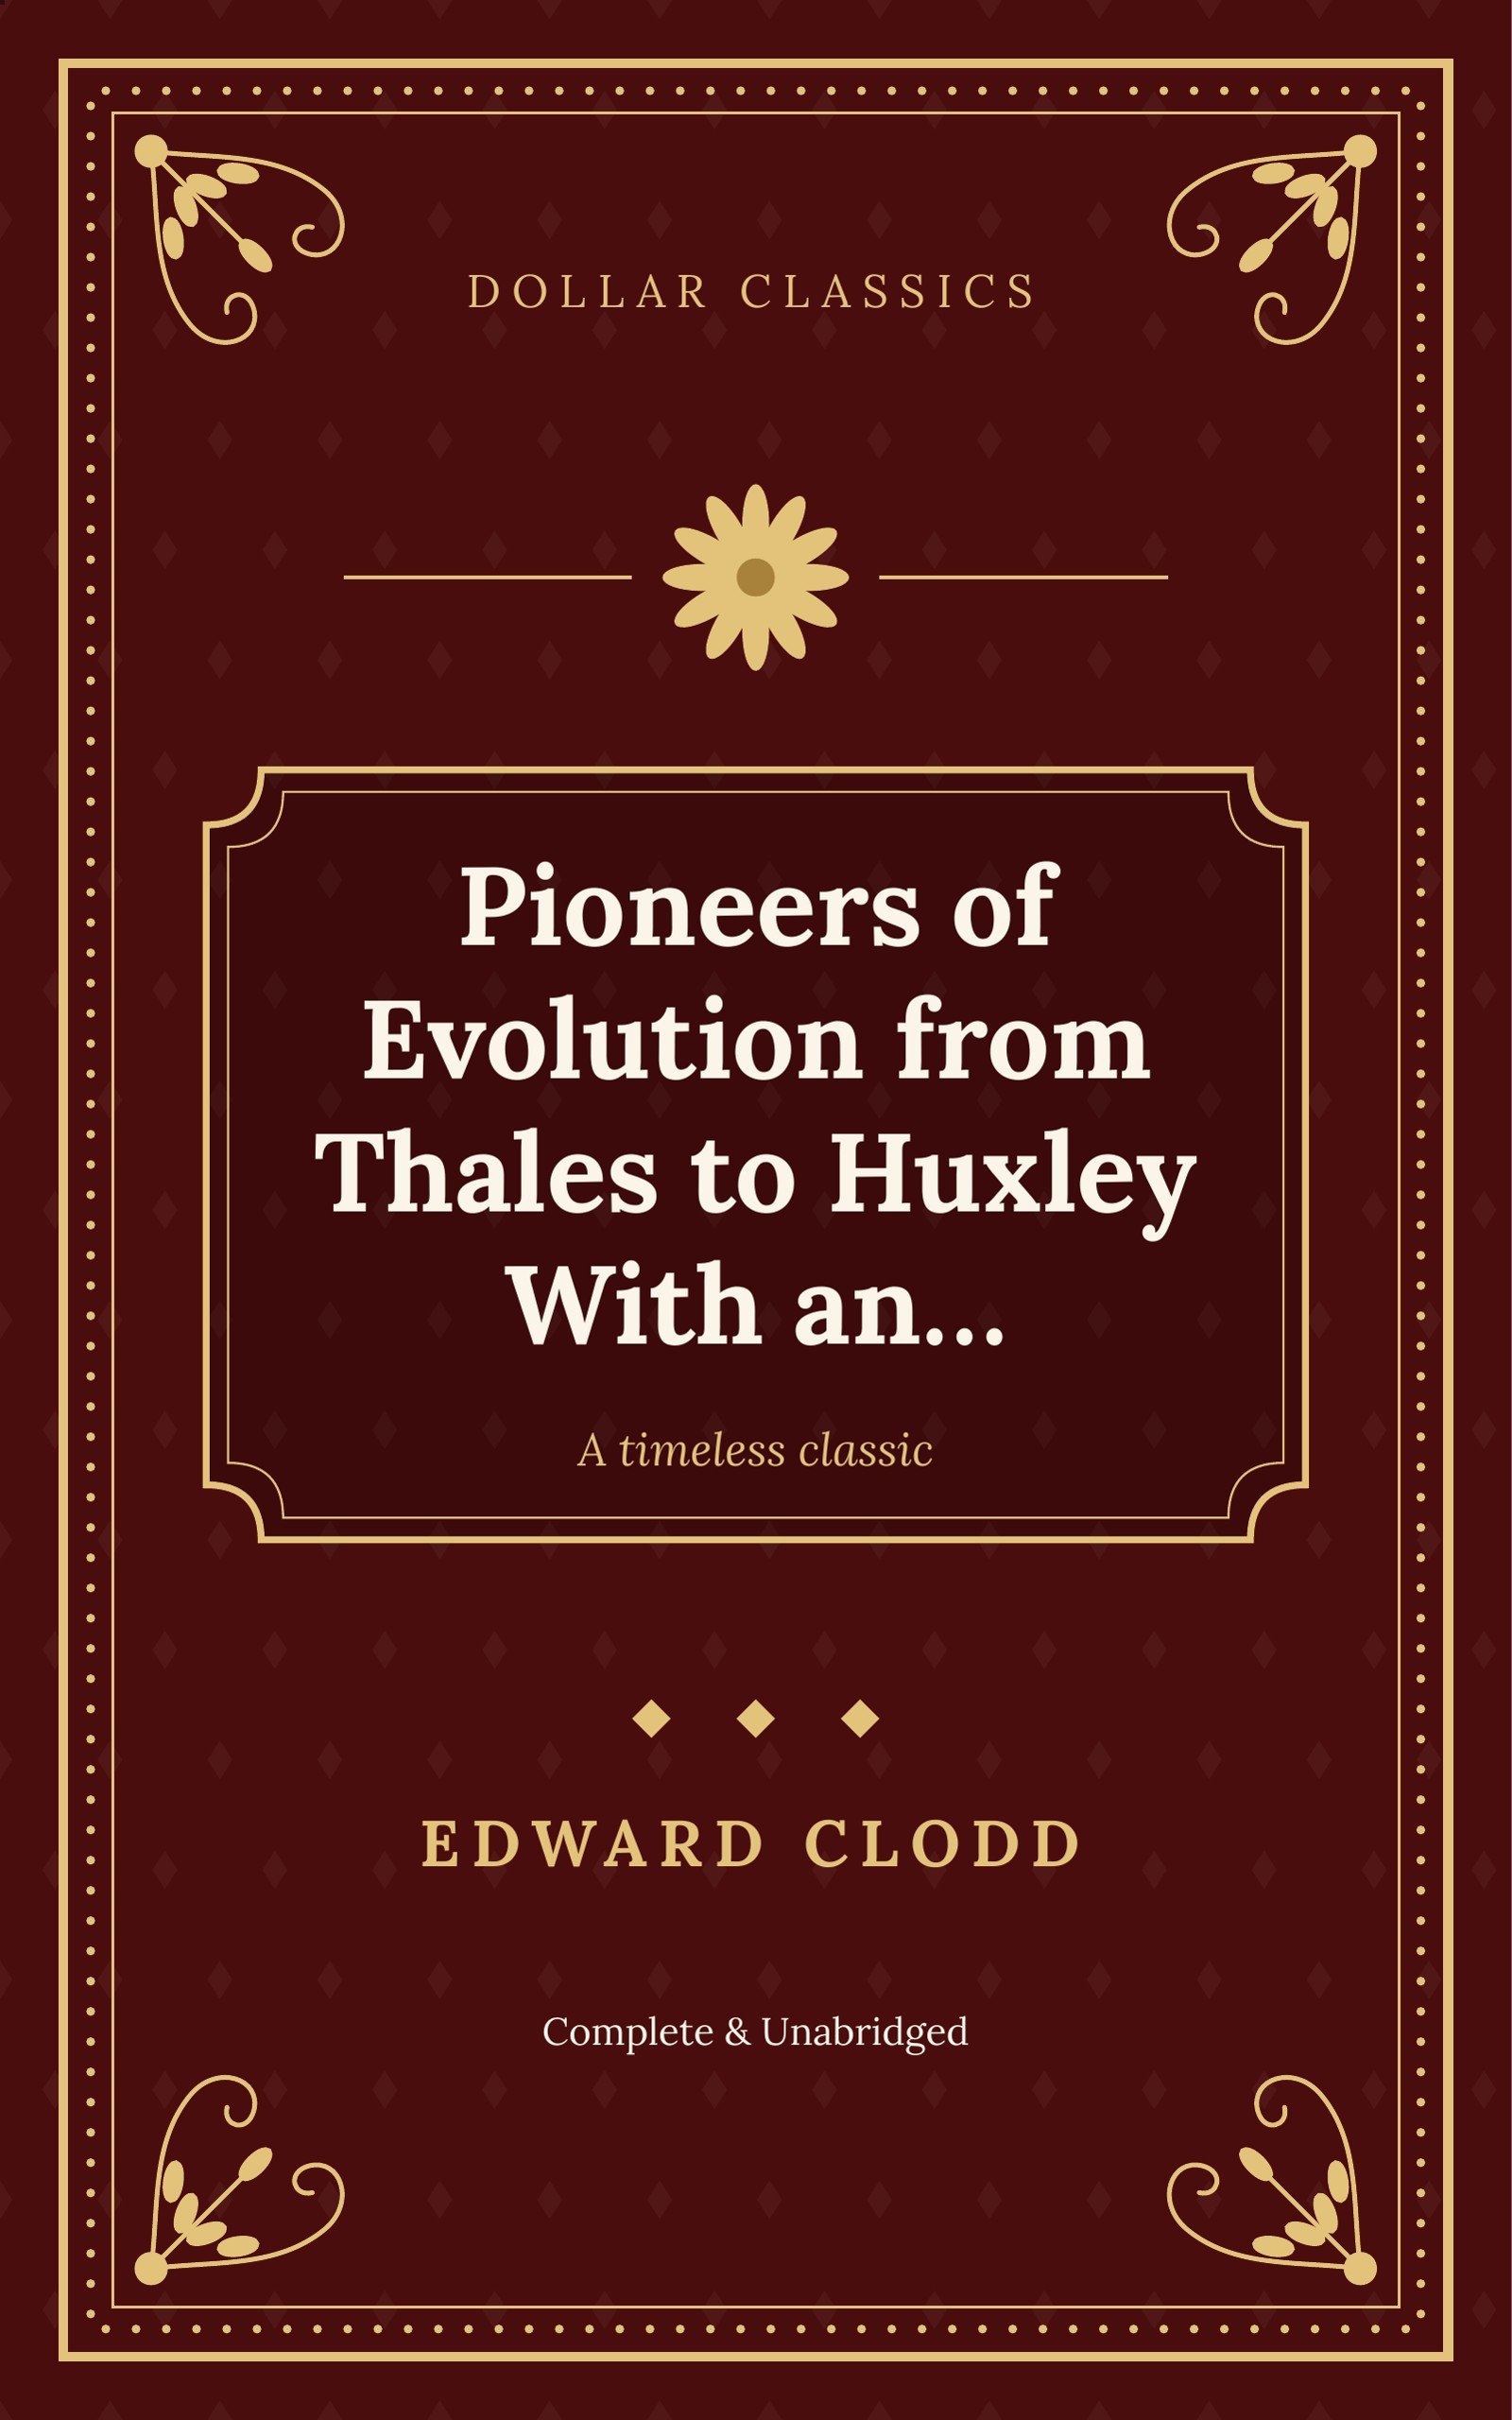 DOLLAR CLASSICS
Pioneers of
Evolution from
Thales to Huxley
With an...
A timeless classic
EDWARD CLODD
Complete & Unabridged